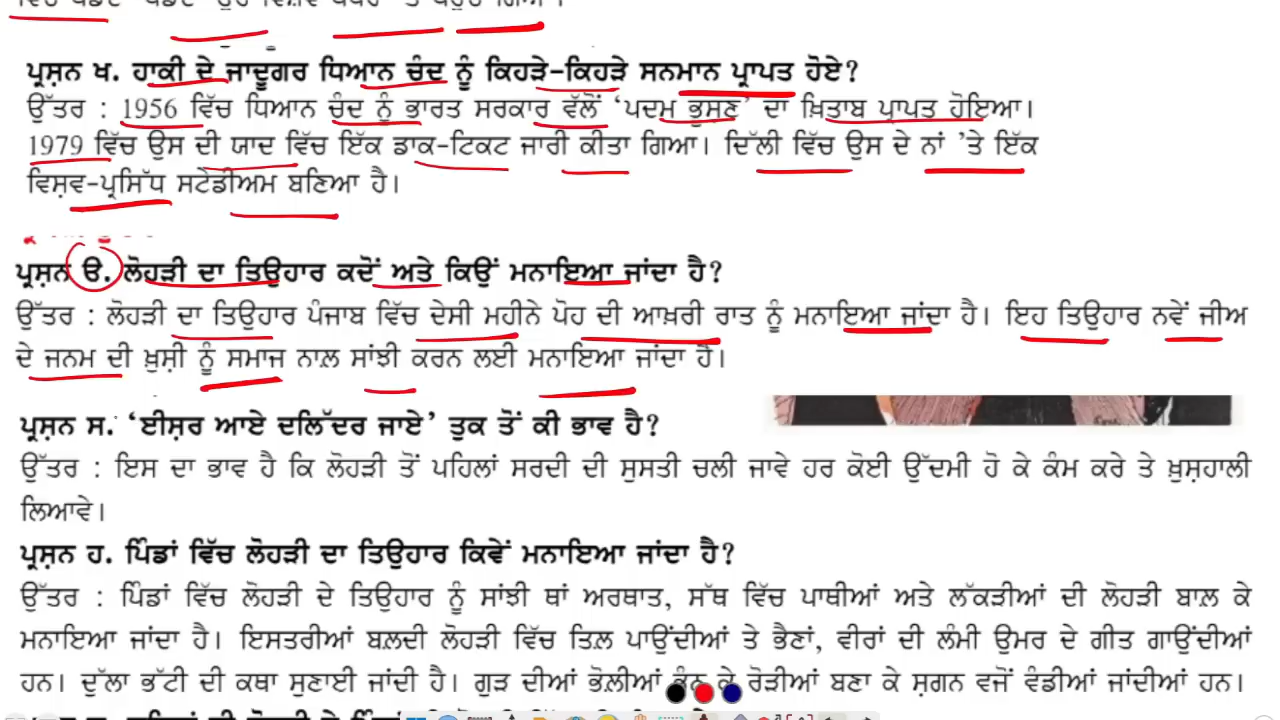 ਪ੍ਰਸ਼ਨ ਖ. ਹਾਕੀ ਦੇ ਜਾਦੂਗਰ ਧਿਆਨ ਚੰਦ ਨੂੰ ਕਿਹੜੇ-ਕਿਹੜੇ ਸਨਮਾਨ ਪ੍ਰਾਪਤ ਹੋਏ?
ਉੱਤਰ : 1956 ਵਿੱਚ ਧਿਆਨ ਚੰਦ ਨੂੰ ਭਾਰਤ ਸਰਕਾਰ ਵੱਲੋਂ ‘ਪਦਮ ਭੂਸ਼ਣ’ ਦਾ ਖ਼ਿਤਾਬ ਪ੍ਰਾਪਤ ਹੋਇਆ।
1979 ਵਿੱਚ ਉਸ ਦੀ ਯਾਦ ਵਿੱਚ ਇੱਕ ਡਾਕ-ਟਿਕਟ ਜਾਰੀ ਕੀਤਾ ਗਿਆ। ਦਿੱਲੀ ਵਿੱਚ ਉਸ ਦੇ ਨਾਂ ’ਤੇ ਇੱਕ
ਵਿਸ਼ਵ-ਪ੍ਰਸਿੱਧ ਸਟੇਡੀਅਮ ਬਣਿਆ ਹੈ।
ਪ੍ਰਸ਼ਨ ੳ. ਲੋਹੜੀ ਦਾ ਤਿਉਹਾਰ ਕਦੋਂ ਅਤੇ ਕਿਉਂ ਮਨਾਇਆ ਜਾਂਦਾ ਹੈ?
ਉੱਤਰ : ਲੋਹੜੀ ਦਾ ਤਿਉਹਾਰ ਪੰਜਾਬ ਵਿੱਚ ਦੇਸੀ ਮਹੀਨੇ ਪੋਹ ਦੀ ਆਖ਼ਰੀ ਰਾਤ ਨੂੰ ਮਨਾਇਆ ਜਾਂਦਾ ਹੈ। ਇਹ ਤਿਉਹਾਰ ਨਵੇਂ ਜੀਅ
ਦੇ ਜਨਮ ਦੀ ਖ਼ੁਸ਼ੀ ਨੂੰ ਸਮਾਜ ਨਾਲ਼ ਸਾਂਝੀ ਕਰਨ ਲਈ ਮਨਾਇਆ ਜਾਂਦਾ ਹੈ।
ਪ੍ਰਸ਼ਨ ਸ. ‘ਈਸ਼ਰ ਆਏ ਦਲਿੱਦਰ ਜਾਏ’ ਤੁਕ ਤੋਂ ਕੀ ਭਾਵ ਹੈ?
ਉੱਤਰ : ਇਸ ਦਾ ਭਾਵ ਹੈ ਕਿ ਲੋਹੜੀ ਤੋਂ ਪਹਿਲਾਂ ਸਰਦੀ ਦੀ ਸੁਸਤੀ ਚਲੀ ਜਾਵੇ ਹਰ ਕੋਈ ਉੱਦਮੀ ਹੋ ਕੇ ਕੰਮ ਕਰੇ ਤੇ ਖ਼ੁਸ਼ਹਾਲੀ
ਲਿਆਵੇ।
ਪ੍ਰਸ਼ਨ ਹ. ਪਿੰਡਾਂ ਵਿੱਚ ਲੋਹੜੀ ਦਾ ਤਿਉਹਾਰ ਕਿਵੇਂ ਮਨਾਇਆ ਜਾਂਦਾ ਹੈ?
ਉੱਤਰ : ਪਿੰਡਾਂ ਵਿੱਚ ਲੋਹੜੀ ਦੇ ਤਿਉਹਾਰ ਨੂੰ ਸਾਂਝੀ ਥਾਂ ਅਰਥਾਤ, ਸੱਥ ਵਿੱਚ ਪਾਥੀਆਂ ਅਤੇ ਲੱਕੜੀਆਂ ਦੀ ਲੋਹੜੀ ਬਾਲ਼ ਕੇ
ਮਨਾਇਆ ਜਾਂਦਾ ਹੈ। ਇਸਤਰੀਆਂ ਬਲ਼ਦੀ ਲੋਹੜੀ ਵਿੱਚ ਤਿਲ਼ ਪਾਉਂਦੀਆਂ ਤੇ ਭੈਣਾਂ, ਵੀਰਾਂ ਦੀ ਲੰਮੀ ਉਮਰ ਦੇ ਗੀਤ ਗਾਉਂਦੀਆਂ
ਹਨ। ਦੁੱਲਾ ਭੱਟੀ ਦੀ ਕਥਾ ਸੁਣਾਈ ਜਾਂਦੀ ਹੈ। ਗੁੜ ਦੀਆਂ ਭੇਲੀਆਂ ਭੰਨ ਕੇ ਰੋੜੀਆਂ ਬਣਾ ਕੇ ਸ਼ਗਨ ਵਜੋਂ ਵੰਡੀਆਂ ਜਾਂਦੀਆਂ ਹਨ।